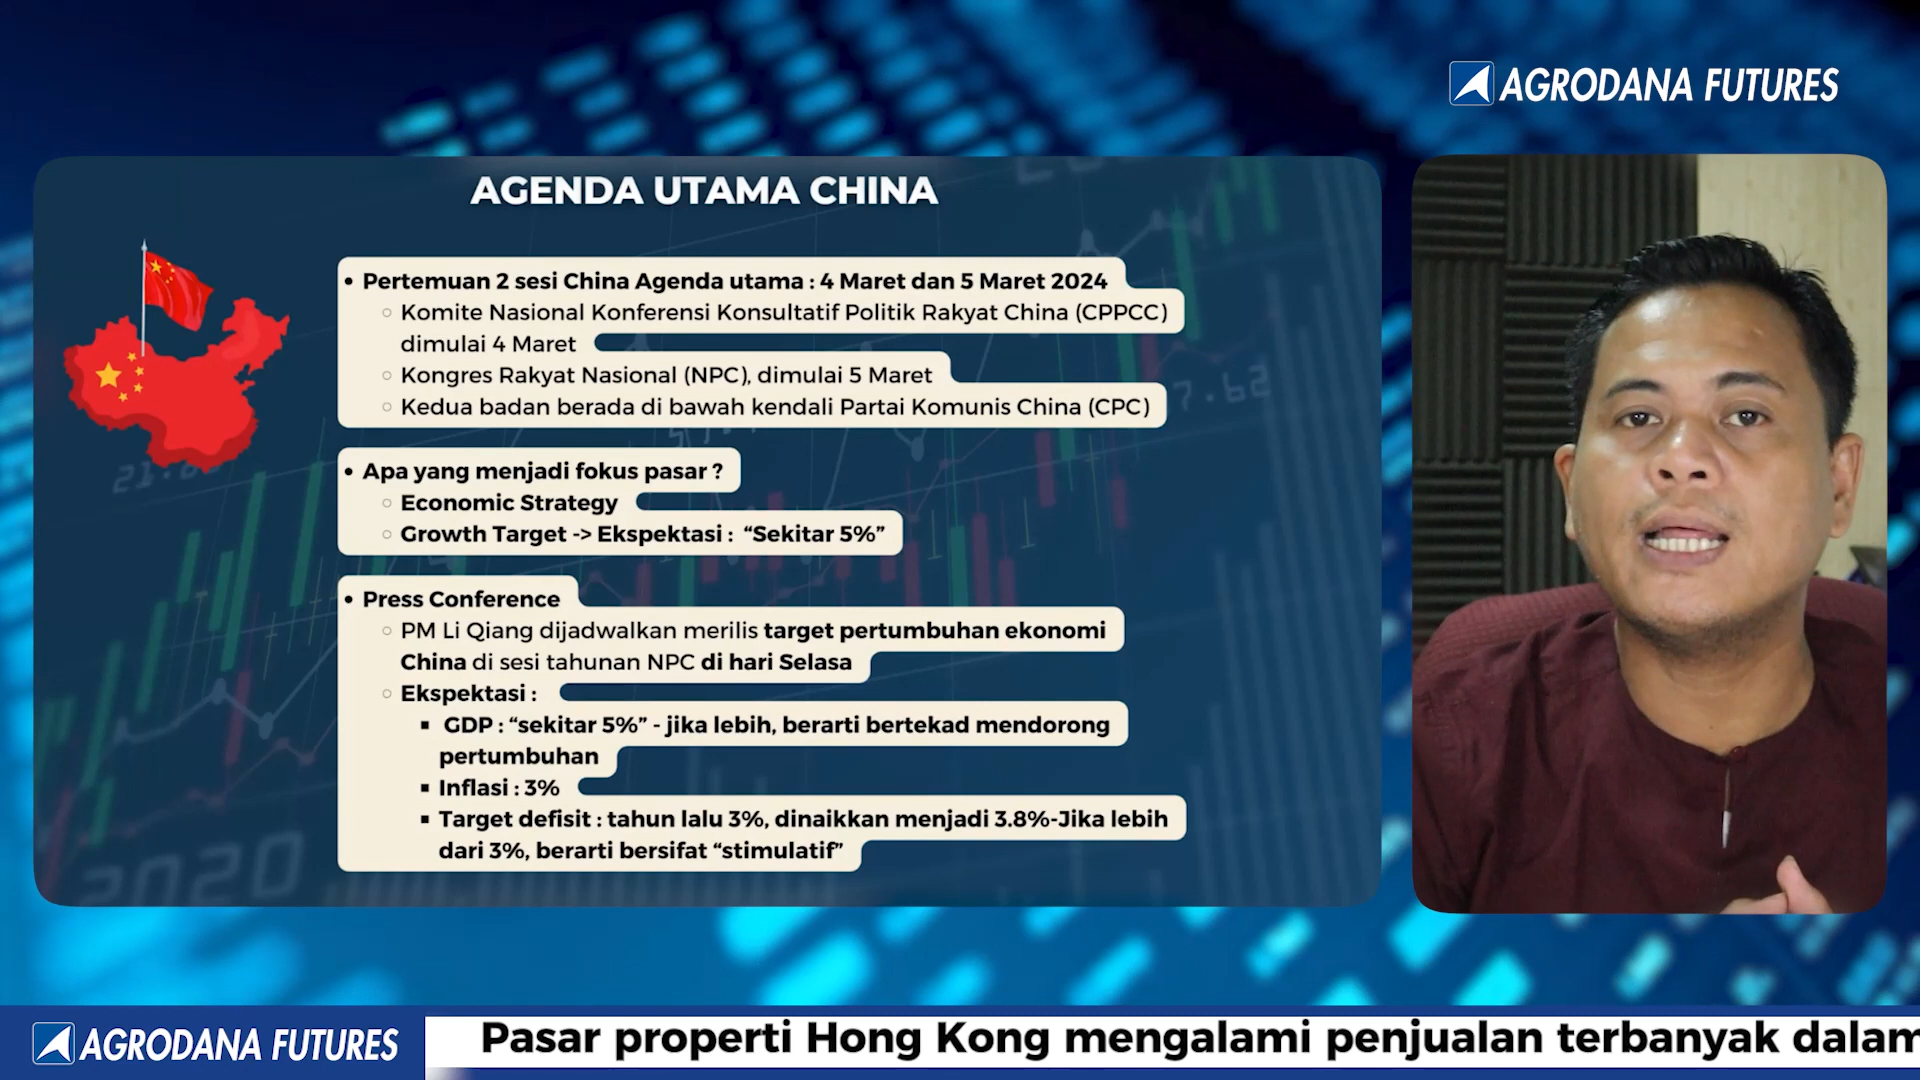 AGRODANA FUTURES
AGENDA UTAMA CHINA
• Pertemuan 2 sesi China Agenda utama : 4 Maret dan 5 Maret 2024
○ Komite Nasional Konferensi Konsultatif Politik Rakyat China (CPPCC)
dimulai 4 Maret
○ Kongres Rakyat Nasional (NPC), dimulai 5 Maret
○ Kedua badan berada di bawah kendali Partai Komunis China (CPC)
• Apa yang menjadi fokus pasar ?
○ Economic Strategy
○ Growth Target -> Ekspektasi : “Sekitar 5%”
• Press Conference
○ PM Li Qiang dijadwalkan merilis target pertumbuhan ekonomi
China di sesi tahunan NPC di hari Selasa
○ Ekspektasi :
▪ GDP : “sekitar 5%” - jika lebih, berarti bertekad mendorong
pertumbuhan
▪ Inflasi : 3%
▪ Target defisit : tahun lalu 3%, dinaikkan menjadi 3.8%-Jika lebih
dari 3%, berarti bersifat “stimulatif”
2020
AGRODANA FUTURES
Pasar properti Hong Kong mengalami penjualan terbanyak dalam